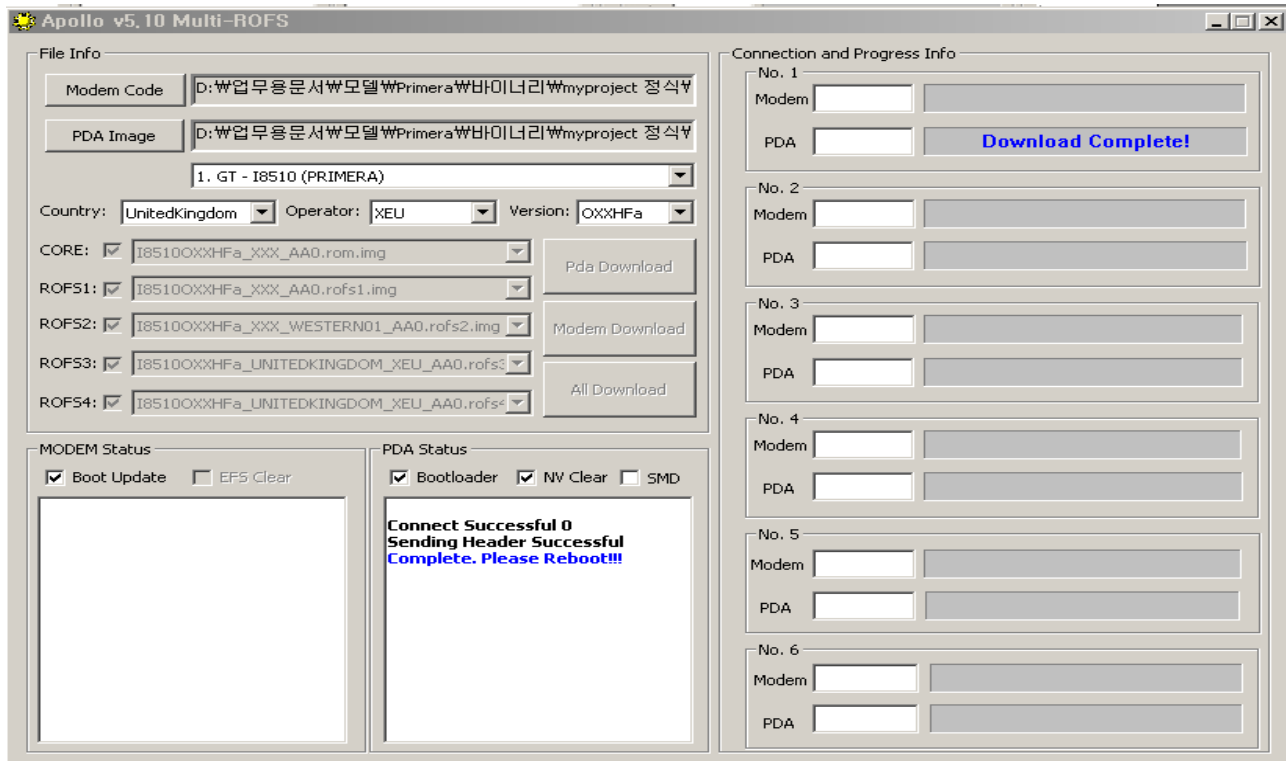 Apollo v5,10 Multi-ROFS
File Info
Modem Code D:₩업무용문서₩모델₩Primera₩바이너리₩myproject 정식₩
PDA Image D:₩업무용문서₩모델₩Primera₩바이너리₩myproject 정식₩
1. GT - I8510 (PRIMERA)
Country: UnitedKingdom Operator: XEU Version: OXXHFa
CORE: I8510OXXHFa_XXX_AA0.rom.img
Pda Download
ROFS1: I8510OXXHFa_XXX_AA0.rofs1.img
ROFS2: I8510OXXHFa_XXX_WESTERN01_AA0.rofs2.img
Modem Download
ROFS3: I8510OXXHFa_UNITEDKINGDOM_XEU_AA0.rofs3
ROFS4: I8510OXXHFa_UNITEDKINGDOM_XEU_AA0.rofs4
All Download
MODEM Status
Boot Update EFS Clear
PDA Status
Bootloader NV Clear SMD
Connect Successful 0
Sending Header Successful
Complete. Please Reboot!!!
Connection and Progress Info
No. 1
Modem
PDA Download Complete!
No. 2
Modem
PDA
No. 3
Modem
PDA
No. 4
Modem
PDA
No. 5
Modem
PDA
No. 6
Modem
PDA